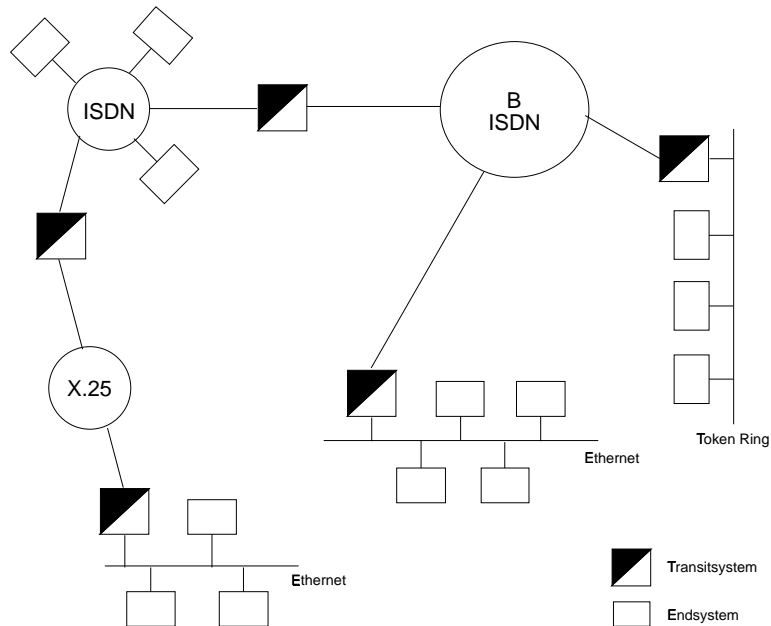 ISDN
B
ISDN
X.25
Token Ring
Ethernet
Ethernet
Transitsystem
Endsystem